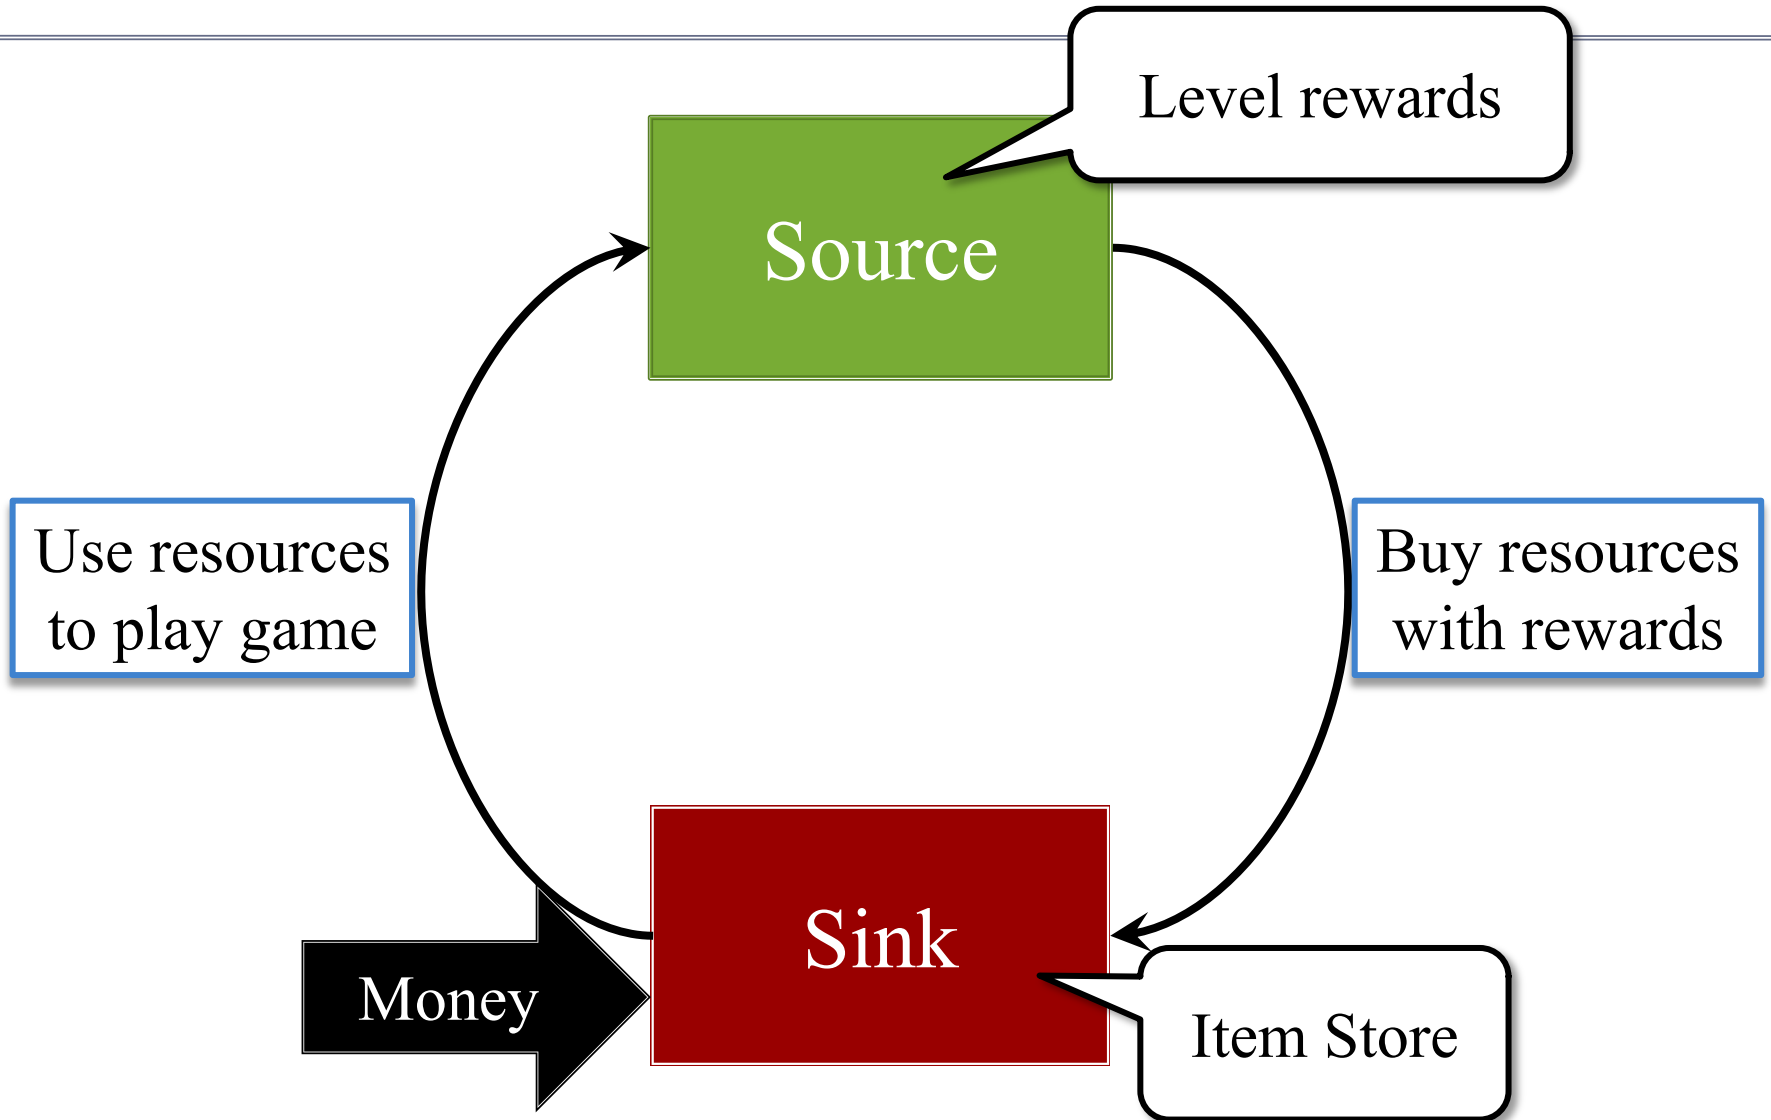 Level rewards
Source
Use resources
to play game
Buy resources
with rewards
Sink
Money
Item Store